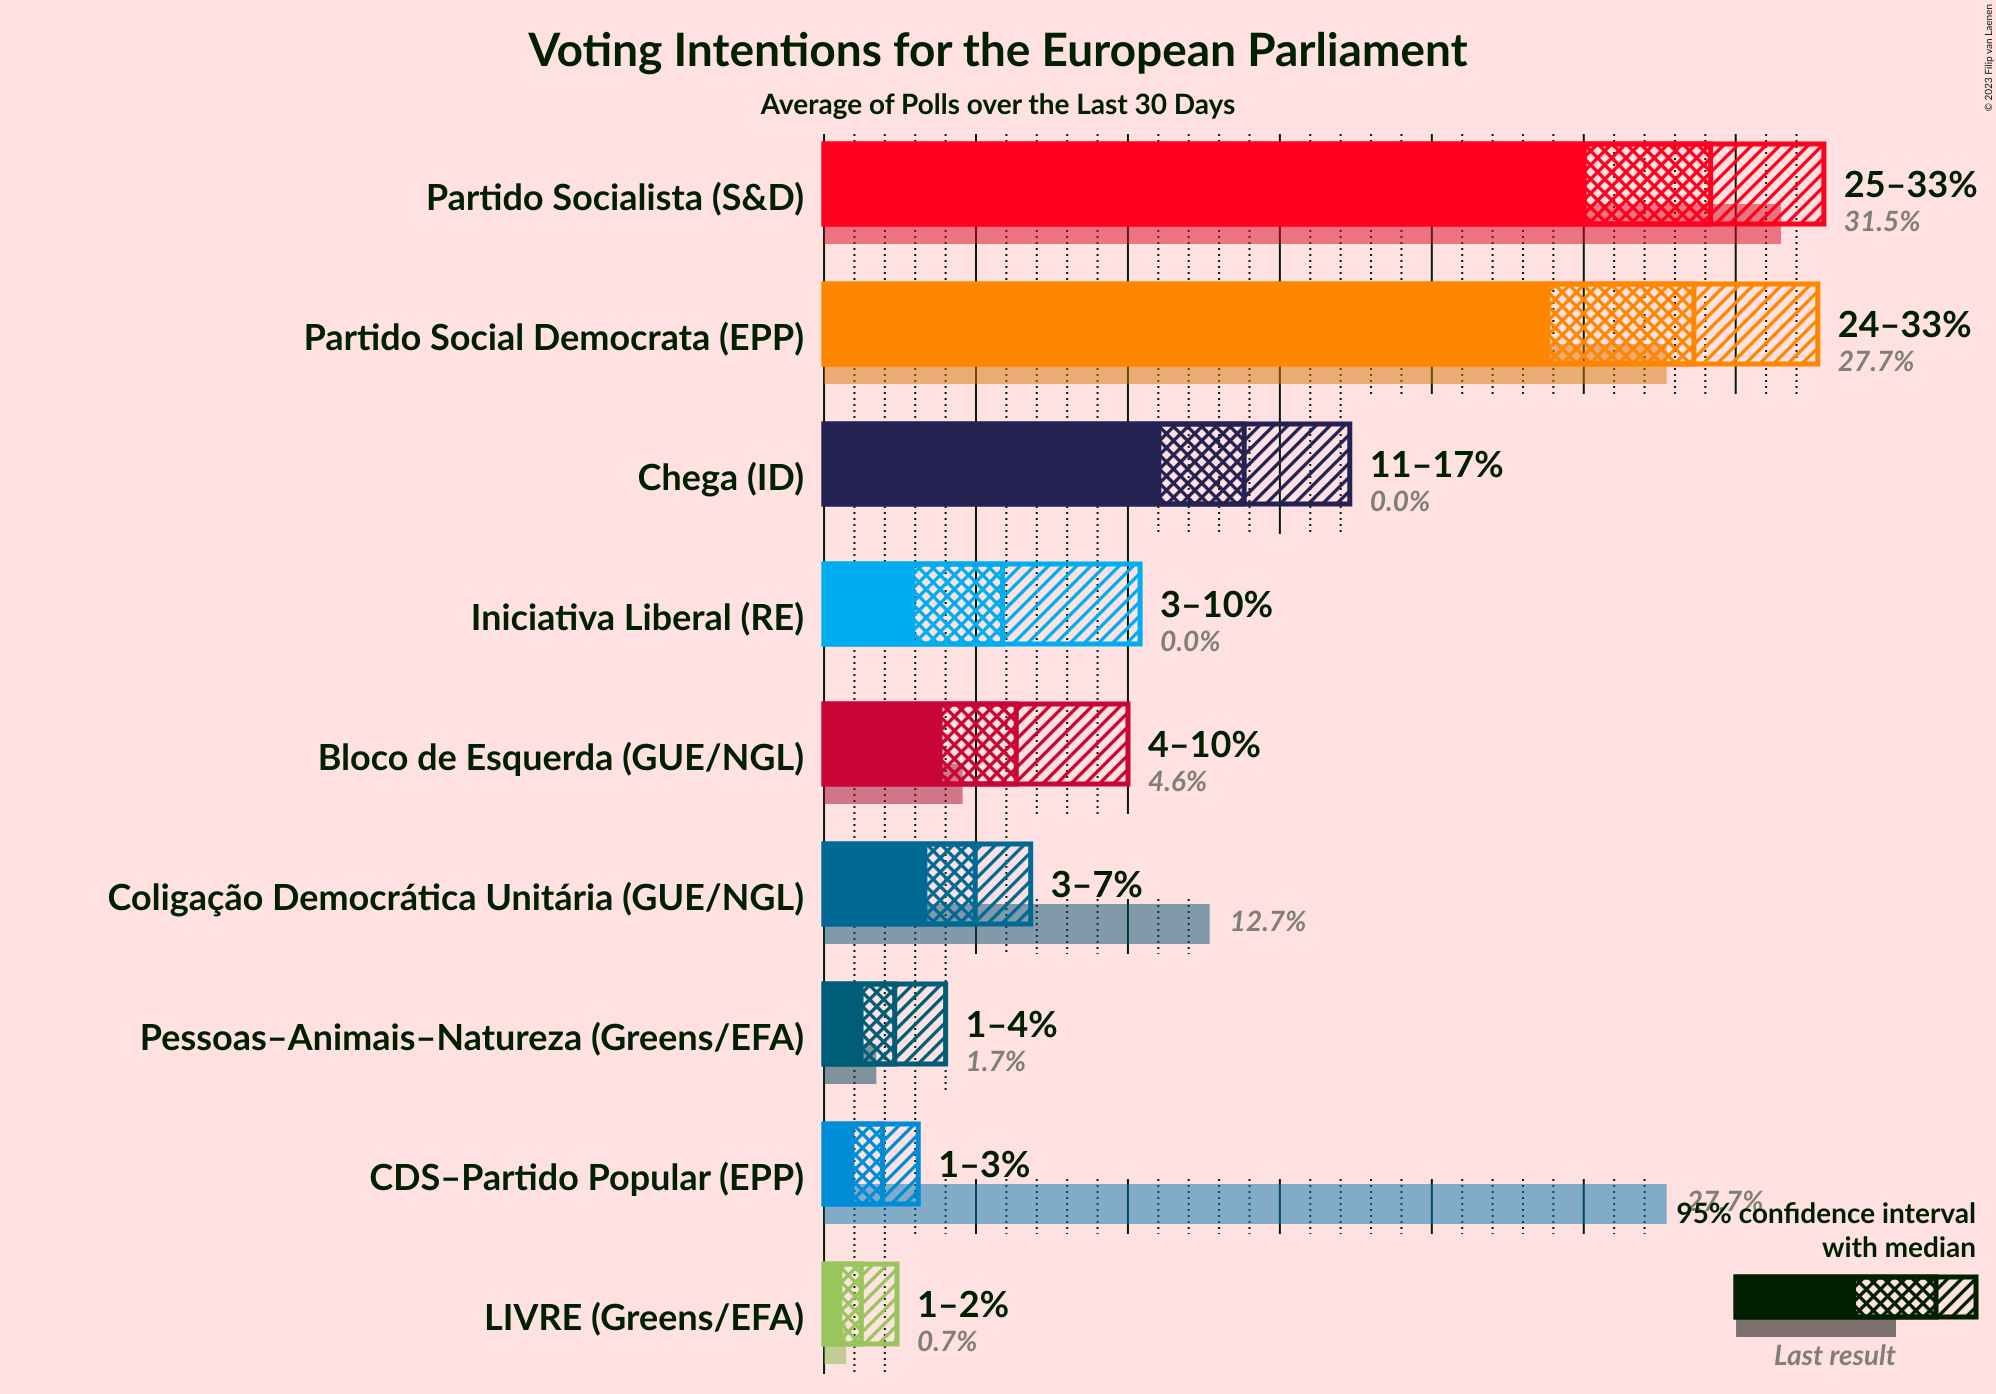 © 2023 Filip van Laenen
Voting Intentions for the European Parliament
Average of Polls over the Last 30 Days
Partido Socialista (S&D)
25–33%
31.5%
Partido Social Democrata (EPP)
24–33%
27.7%
Chega (ID)
11–17%
0.0%
Iniciativa Liberal (RE)
3–10%
0.0%
Bloco de Esquerda (GUE/NGL)
4–10%
4.6%
Coligação Democrática Unitária (GUE/NGL)
3–7%
12.7%
Pessoas–Animais–Natureza (Greens/EFA)
1–4%
1.7%
CDS–Partido Popular (EPP)
1–3%
27.7%
95% confidence interval
with median
LIVRE (Greens/EFA)
1–2%
0.7%
Last result